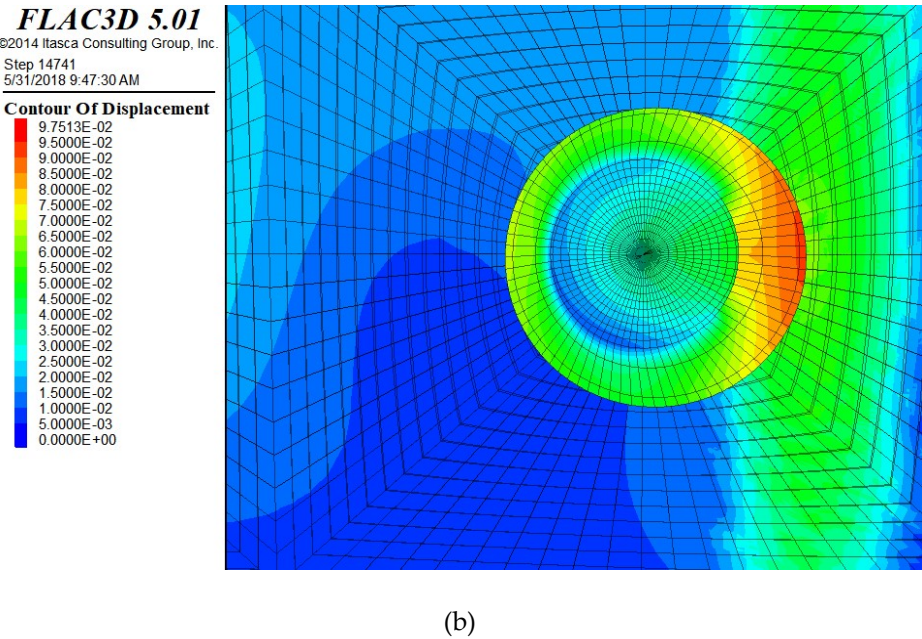 FLAC3D 5.01
©2014 Itasca Consulting Group, Inc.
Step 14741
5/31/2018 9:47:30 AM
Contour Of Displacement
9.7513E-02
9.5000E-02
9.0000E-02
8.5000E-02
8.0000E-02
7.5000E-02
7.0000E-02
6.5000E-02
6.0000E-02
5.5000E-02
5.0000E-02
4.5000E-02
4.0000E-02
3.5000E-02
3.0000E-02
2.5000E-02
2.0000E-02
1.5000E-02
1.0000E-02
5.0000E-03
0.0000E+00
(b)